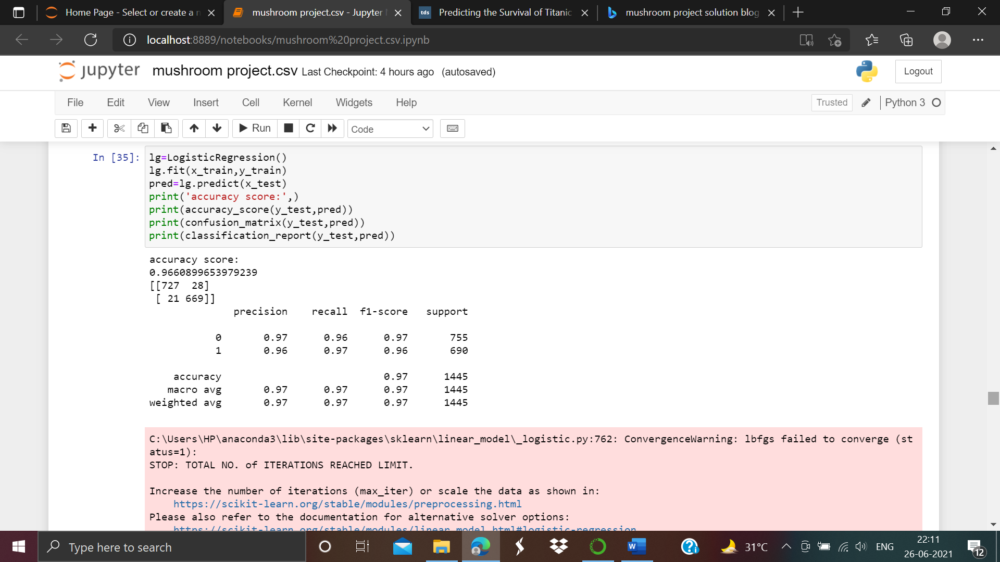 Home Page - Select or create a n
mushroom project.csv - Jupyter
tds
Predicting the Survival of Titanic
mushroom project solution blog
localhost:8889/notebooks/mushroom%20project.csv.ipynb
jupyter
mushroom project.csv Last Checkpoint: 4 hours ago (autosaved)
Logout
File Edit View Insert Cell Kernel Widgets Help
Trusted
Python 3
Run
Code
In [35]:
lg=LogisticRegression()
lg.fit(x_train,y_train)
pred=lg.predict(x_test)
print('accuracy score:',)
print(accuracy_score(y_test,pred))
print(confusion_matrix(y_test,pred))
print(classification_report(y_test,pred))
accuracy score:
0.9660899653979239
[[727  28]
 [ 21 669]]
              precision    recall  f1-score   support
           0       0.97      0.96      0.97       755
           1       0.96      0.97      0.96       690
    accuracy                           0.97      1445
   macro avg       0.97      0.97      0.97      1445
weighted avg       0.97      0.97      0.97      1445
C:\Users\HP\anaconda3\lib\site-packages\sklearn\linear_model\_logistic.py:762: ConvergenceWarning: lbfgs failed to converge (st
atus=1):
STOP: TOTAL NO. of ITERATIONS REACHED LIMIT.
Increase the number of iterations (max_iter) or scale the data as shown in:
    https://scikit-learn.org/stable/modules/preprocessing.html
Please also refer to the documentation for alternative solver options:
    https://scikit-learn.org/stable/modules/linear_model.html#logistic-regression
Type here to search
W
31°C
ENG
22:11
26-06-2021
12